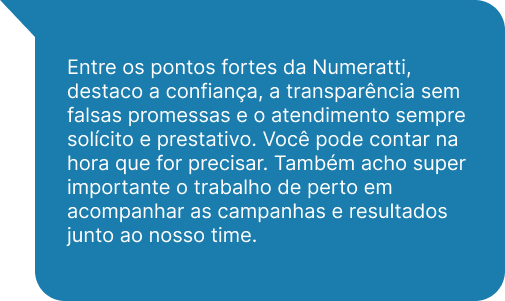 Entre os pontos fortes da Numeratti,
destaco a confiança, a transparência sem
falsas promessas e o atendimento sempre
solícito e prestativo. Você pode contar na
hora que for precisar. Também acho super
importante o trabalho de perto em
acompanhar as campanhas e resultados
junto ao nosso time.